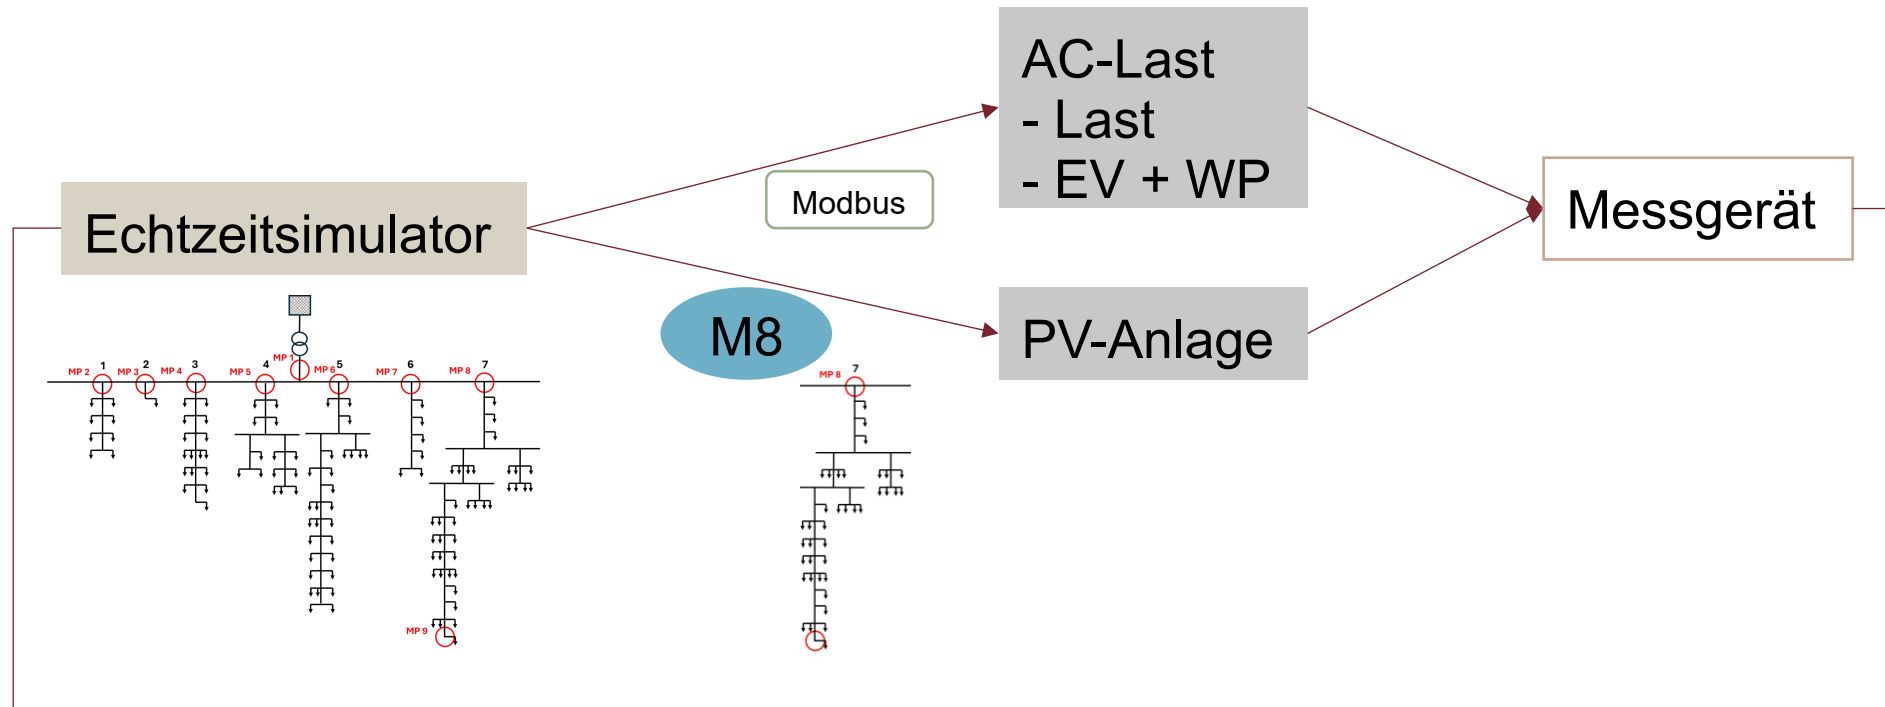 AC-Last
- Last
- EV + WP
Modbus
Messgerät
Echtzeitsimulator
M8
PV-Anlage
MP 1
MP 2 1
MP 3 2
MP 4 3
MP 5 4
MP 6 5
MP 7 6
MP 8 7
MP 9
MP 8 7